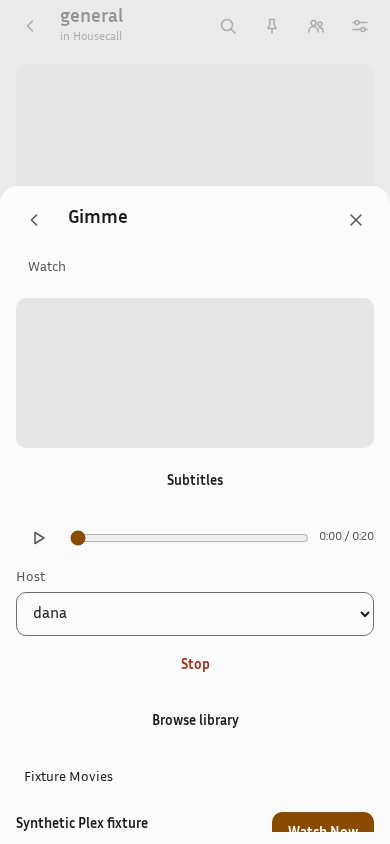 general
in Housecall
Gimme
Watch
Subtitles
0:00 / 0:20
Host
dana
Stop
Browse library
Fixture Movies
Synthetic Plex fixture
Watch Now